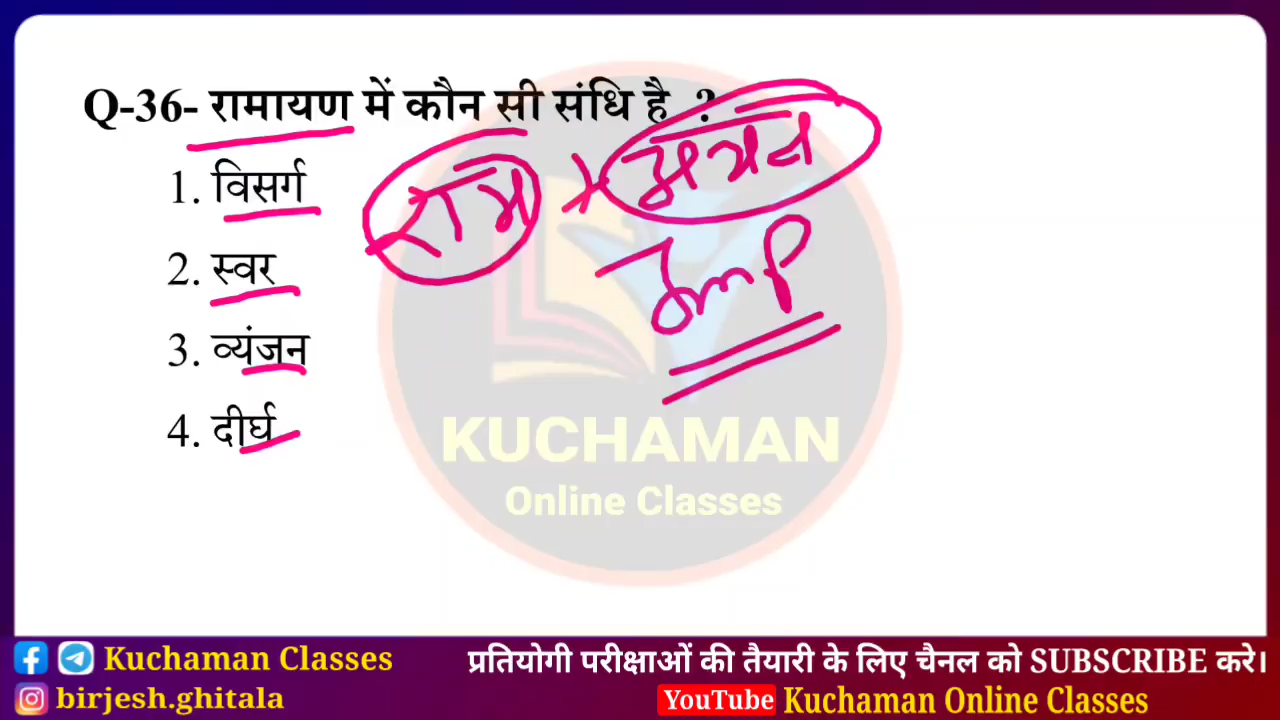 Q-36- रामायण में कौन सी संधि है ?
1. विसर्ग
राम + अयन
2. स्वर
Imp
3. व्यंजन
4. दीर्घ
KUCHAMAN
Online Classes
Kuchaman Classes
प्रतियोगी परीक्षाओं की तैयारी के लिए चैनल को SUBSCRIBE करे।
birjesh.ghitala
YouTube Kuchaman Online Classes